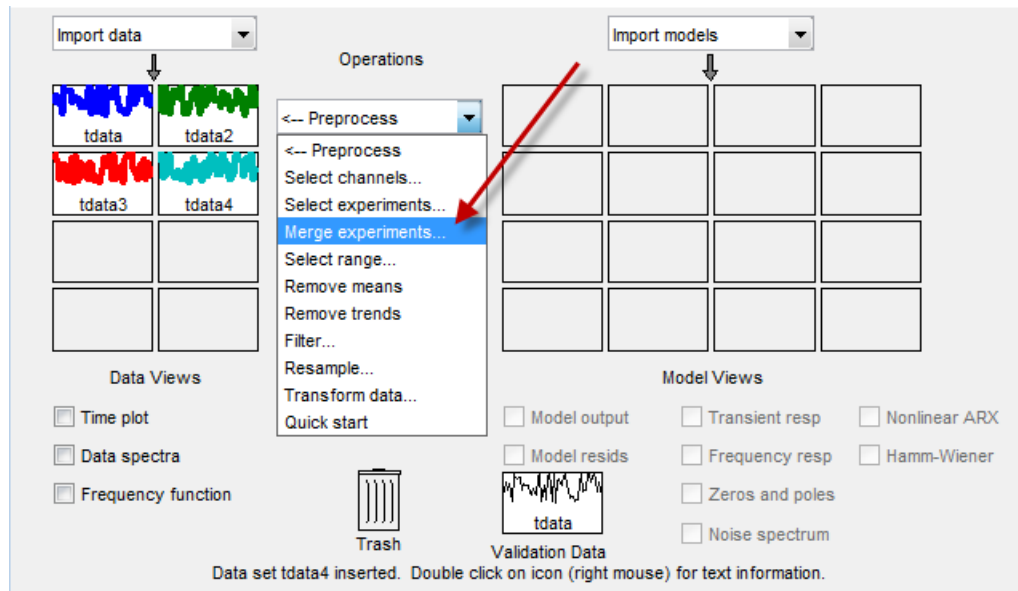 Import data
Import models
Operations
tdata
tdata2
<-- Preprocess
<-- Preprocess
Select channels...
tdata3
tdata4
Select experiments...
Merge experiments...
Select range...
Remove means
Remove trends
Filter...
Resample...
Transform data...
Quick start
Data Views
Model Views
Time plot
Model output
Transient resp
Nonlinear ARX
Data spectra
Model resids
Frequency resp
Hamm-Wiener
Frequency function
Zeros and poles
tdata
Noise spectrum
Trash
Validation Data
Data set tdata4 inserted. Double click on icon (right mouse) for text information.